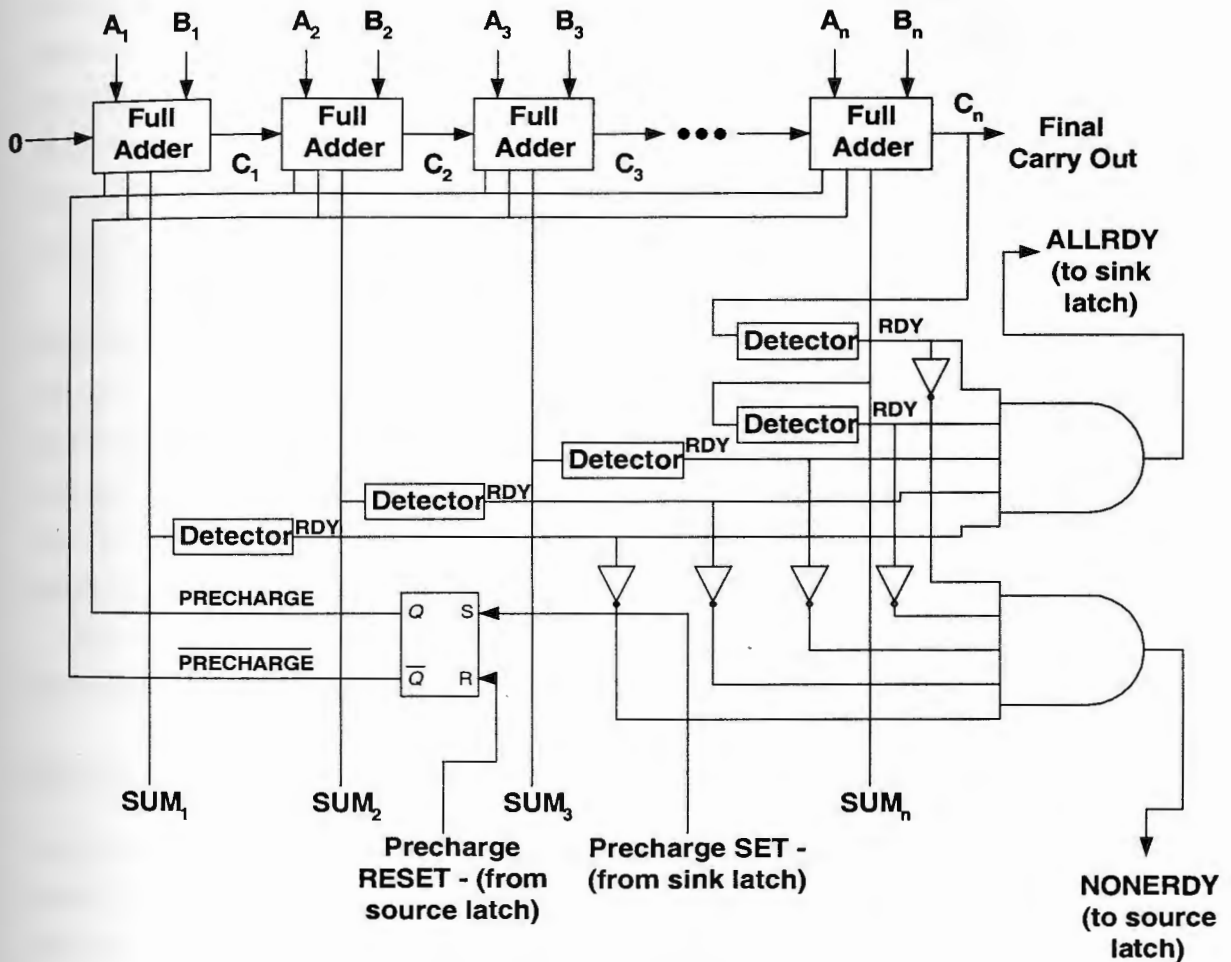 A1 B1 A2 B2 A3 B3 An Bn
0 Full Adder Full Adder Full Adder ●●● Full Adder Cn Final Carry Out
C1 C2 C3
ALLRDY
(to sink
latch)
Detector RDY
Detector RDY
Detector RDY
Detector RDY
Detector RDY
PRECHARGE Q S
P̅R̅E̅C̅H̅A̅R̅G̅E̅ Q̅ R
SUM1 SUM2 SUM3 SUMn
Precharge
RESET - (from
source latch)
Precharge SET -
(from sink latch)
NONERDY
(to source
latch)